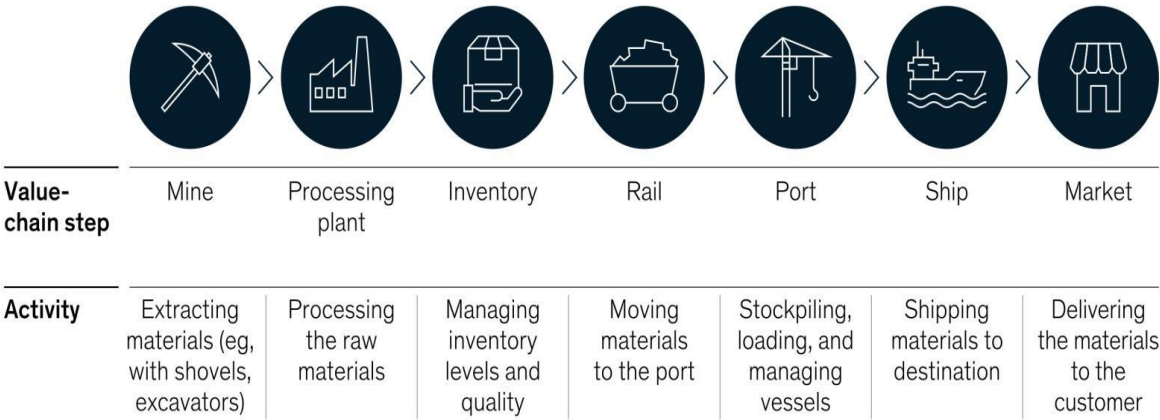 Value-
chain step
Mine
Processing
plant
Inventory
Rail
Port
Ship
Market
Activity
Extracting
materials (eg,
with shovels,
excavators)
Processing
the raw
materials
Managing
inventory
levels and
quality
Moving
materials
to the port
Stockpiling,
loading, and
managing
vessels
Shipping
materials to
destination
Delivering
the materials
to the
customer